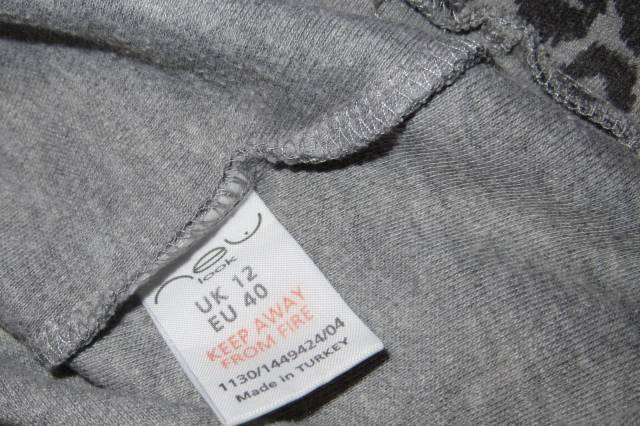 new
look
UK 12
EU 40
KEEP AWAY
FROM FIRE
1130/1449424/04
Made in TURKEY